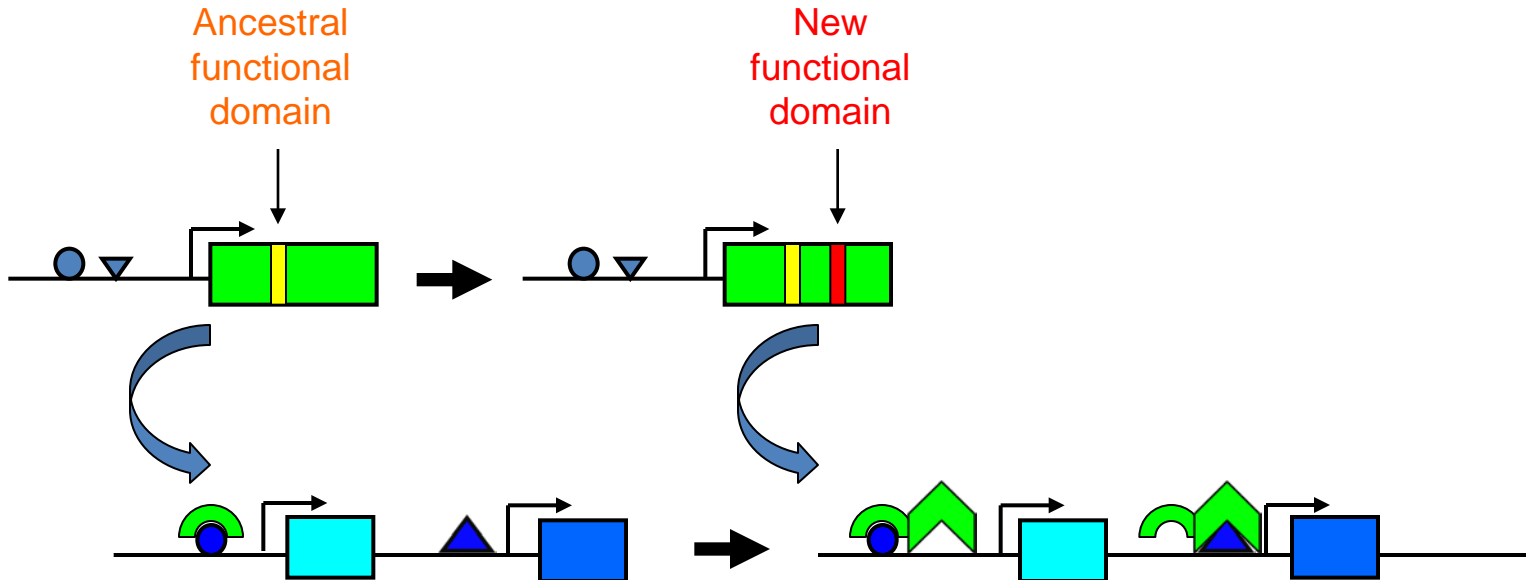 Ancestral
functional
domain
New
functional
domain